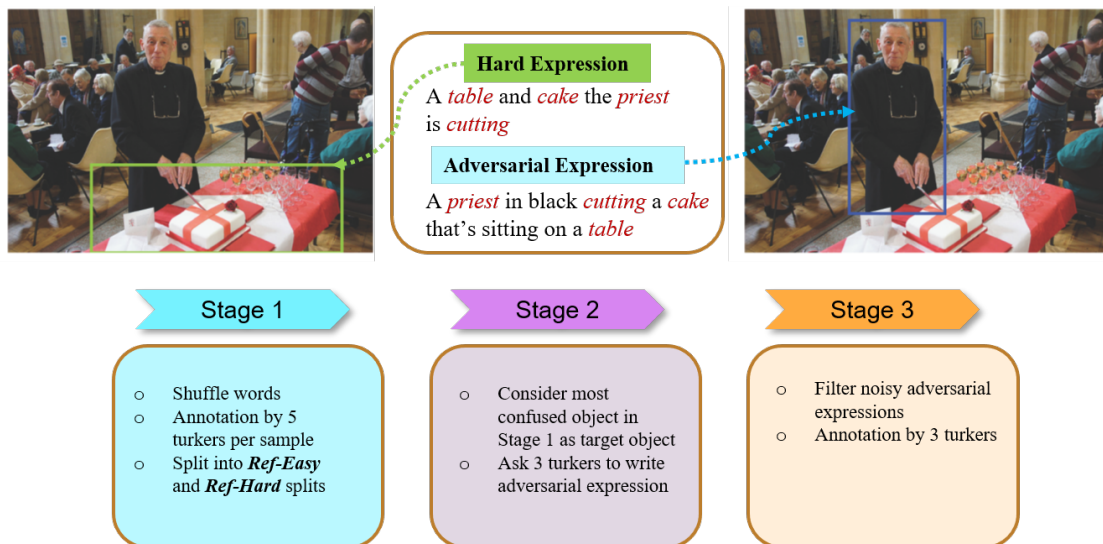 Hard Expression
A table and cake the priest
is cutting
Adversarial Expression
A priest in black cutting a cake
that's sitting on a table
Stage 1
Stage 2
Stage 3
o Shuffle words
o Annotation by 5
turkers per sample
o Split into Ref-Easy
and Ref-Hard splits
o Consider most
confused object in
Stage 1 as target object
o Ask 3 turkers to write
adversarial expression
o Filter noisy adversarial
expressions
o Annotation by 3 turkers